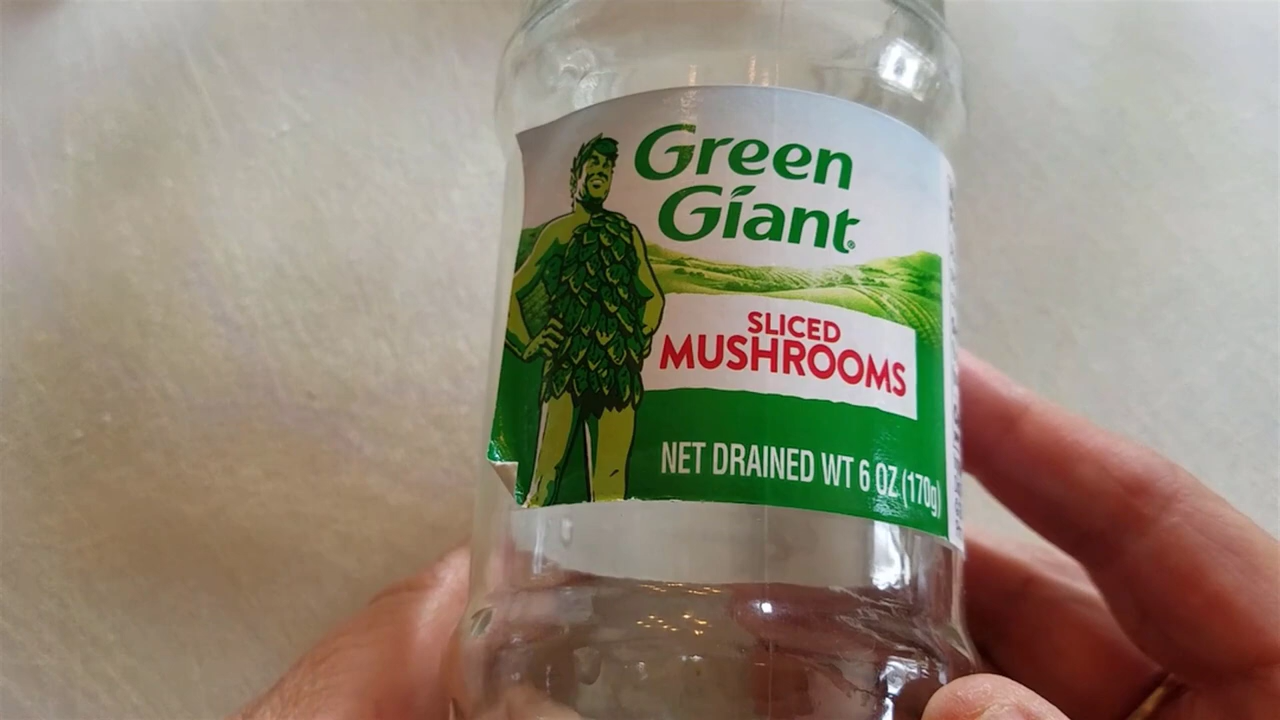 Green
Giant®
SLICED
MUSHROOMS
NET DRAINED WT 6 OZ (170g)